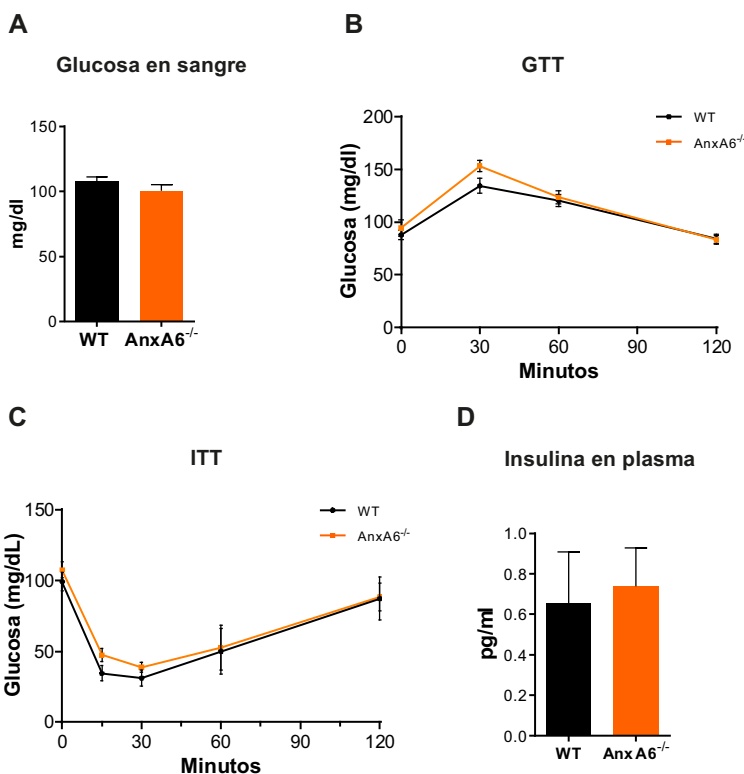 A
Glucosa en sangre
mg/dl
150
100
50
0
WT AnxA6-/-
B
GTT
Glucosa (mg/dl)
200
150
100
50
0
WT
AnxA6-/-
0 30 60 90 120
Minutos
C
ITT
Glucosa (mg/dL)
150
100
50
0
WT
AnxA6-/-
0 30 60 90 120
Minutos
D
Insulina en plasma
pg/ml
1.0
0.8
0.6
0.4
0.2
0.0
WT AnxA6-/-